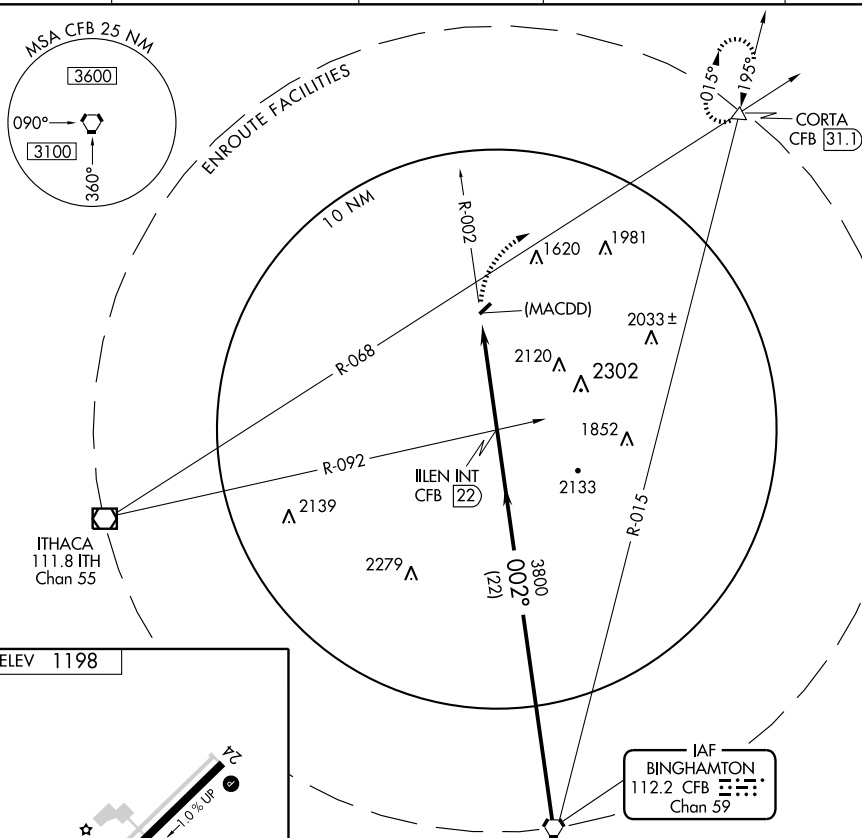 MSA CFB 25 NM
3600
090°
3100
360°
ENROUTE FACILITIES
015°
195°
CORTA
CFB 31.1
10 NM
R-002
1620
1981
(MACDD)
2033±
R-068
2120
2302
1852
R-092
IILEN INT
CFB 22
2133
2139
R-015
ITHACA
111.8 ITH
Chan 55
2279
3800
002°
(22)
ELEV 1198
24
P
1.0% UP
IAF
BINGHAMTON
112.2 CFB
Chan 59